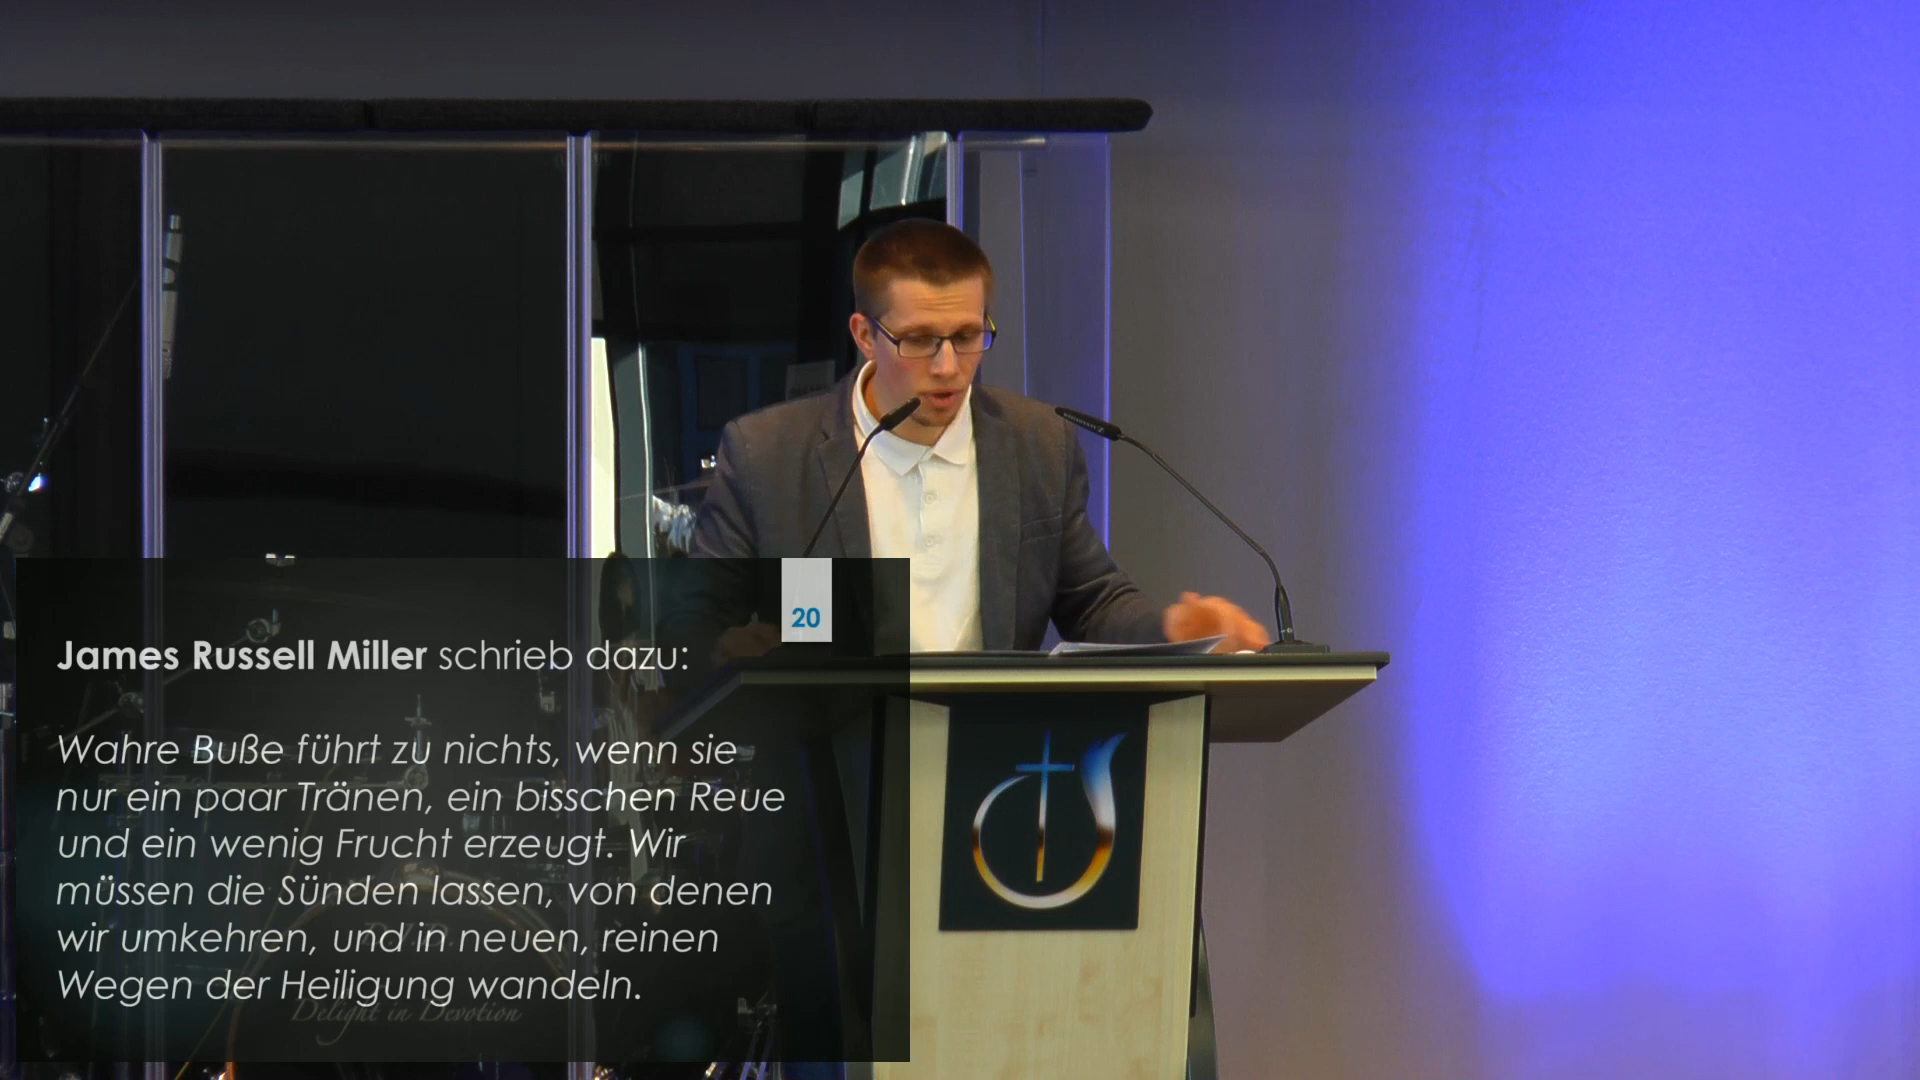 20
James Russell Miller schrieb dazu:
Wahre Buße führt zu nichts, wenn sie
nur ein paar Tränen, ein bisschen Reue
und ein wenig Frucht erzeugt. Wir
müssen die Sünden lassen, von denen
wir umkehren, und in neuen, reinen
Wegen der Heiligung wandeln.
D.I.D.
Delight in Devotion